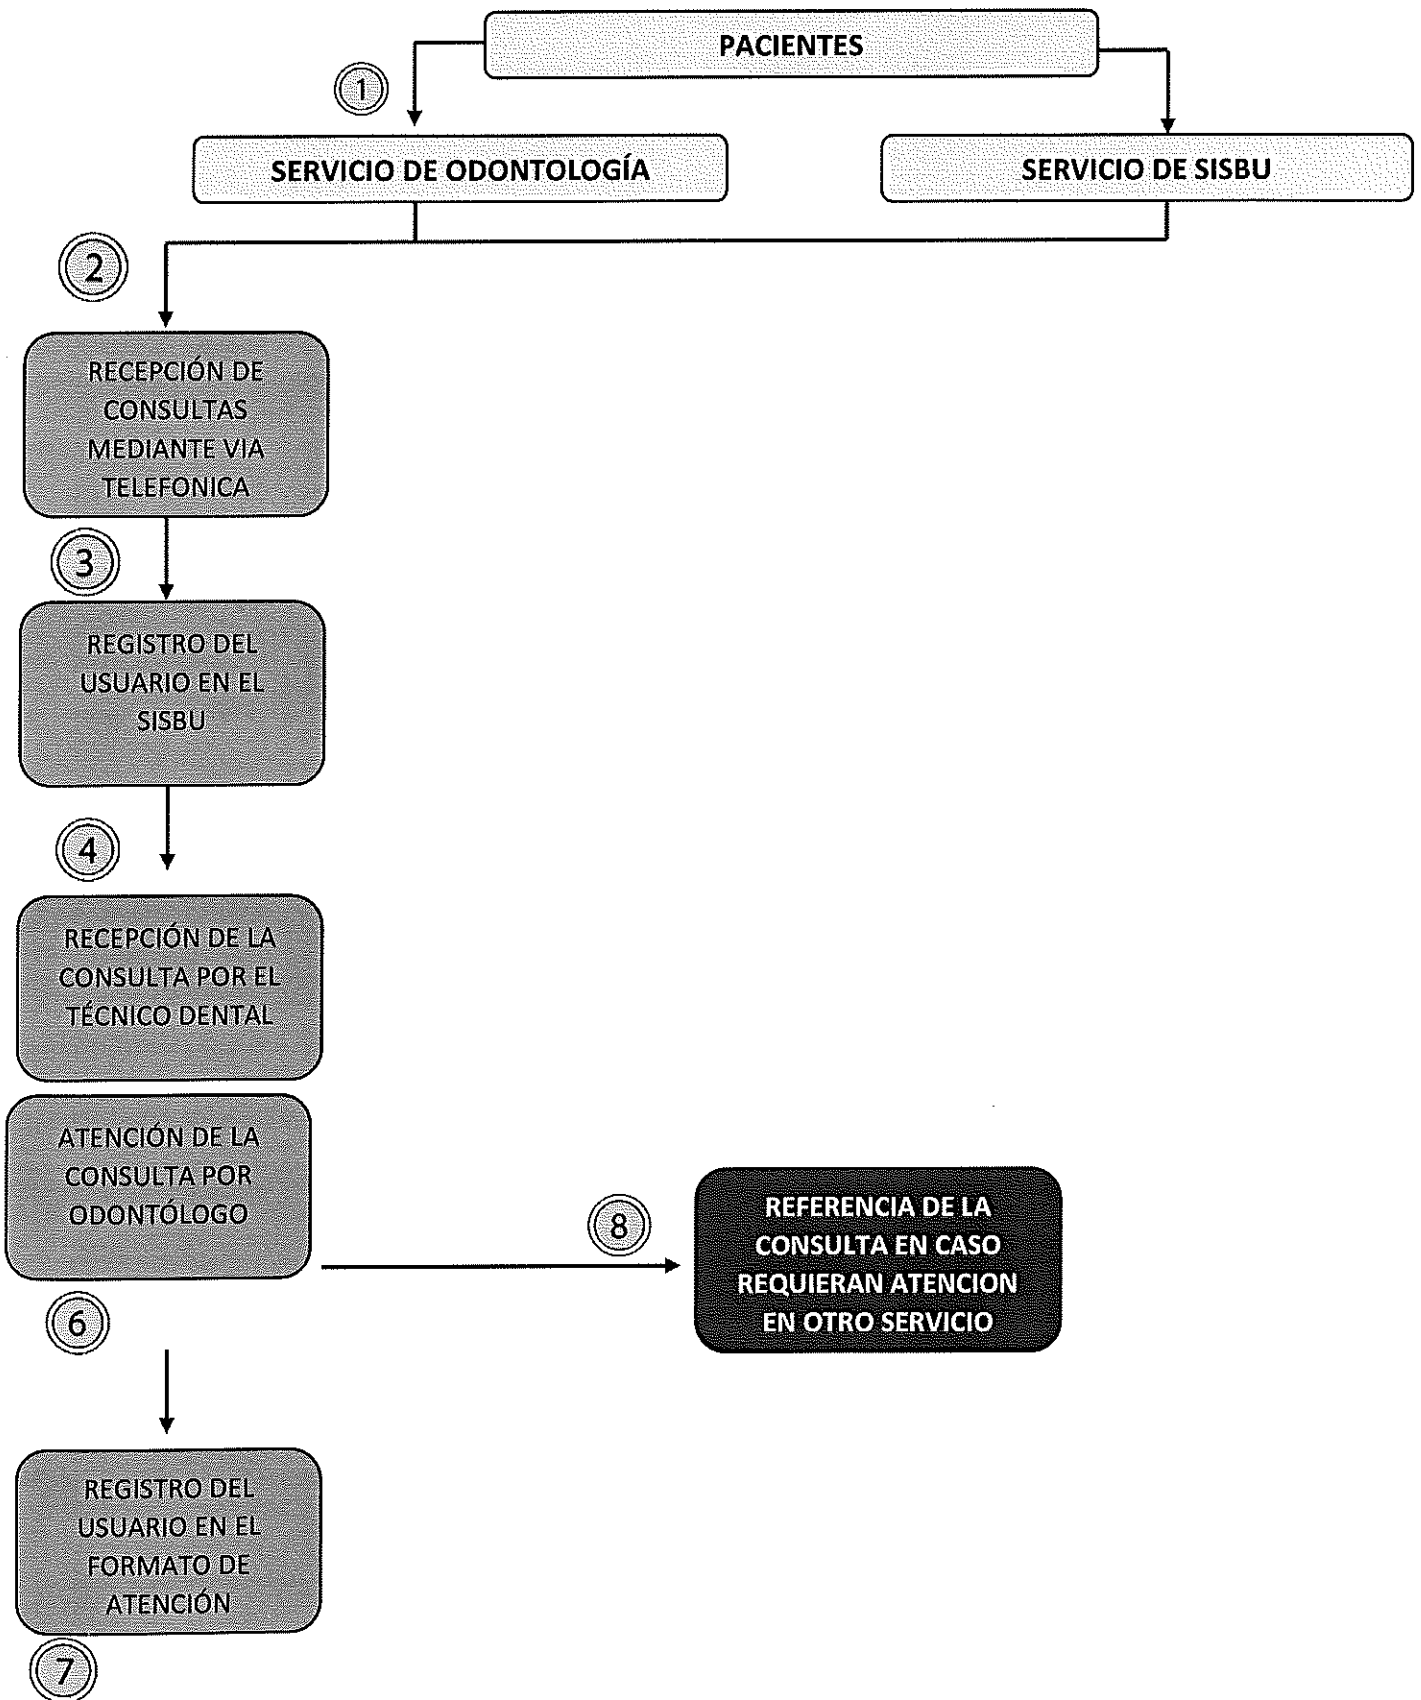 PACIENTES
1
SERVICIO DE ODONTOLOGÍA
SERVICIO DE SISBU
2
RECEPCIÓN DE
CONSULTAS
MEDIANTE VIA
TELEFONICA
3
REGISTRO DEL
USUARIO EN EL
SISBU
4
RECEPCIÓN DE LA
CONSULTA POR EL
TÉCNICO DENTAL
ATENCIÓN DE LA
CONSULTA POR
ODONTÓLOGO
8
REFERENCIA DE LA
CONSULTA EN CASO
REQUIERAN ATENCION
EN OTRO SERVICIO
6
REGISTRO DEL
USUARIO EN EL
FORMATO DE
ATENCIÓN
7